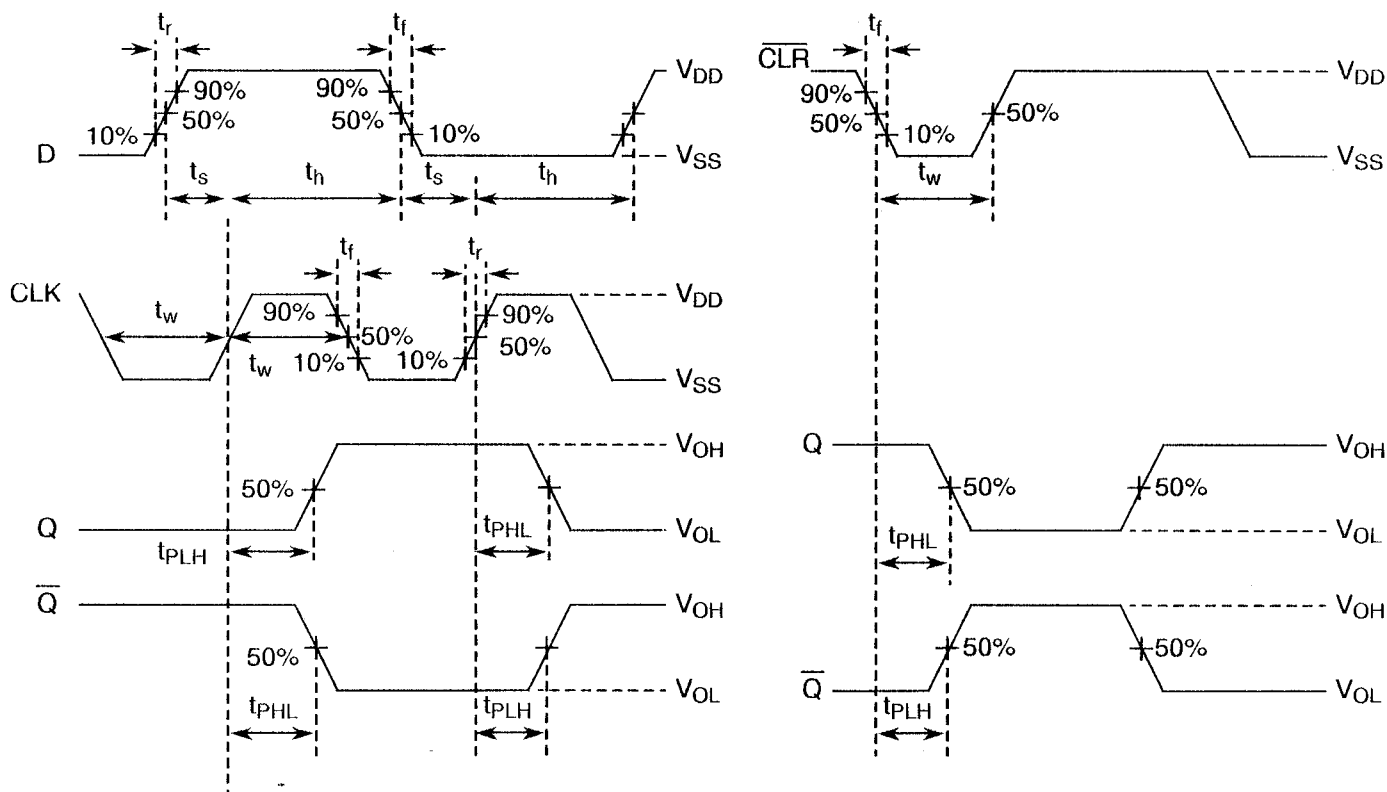 tr
tf
90%
90%
50%
50%
10%
10%
D
VDD
VSS
ts
th
ts
th
tf
tr
CLK
VDD
tw
90%
90%
50%
50%
tw
10%
10%
VSS
VOH
50%
Q
VOL
tPLH
tPHL
Q
VOH
50%
VOL
tPHL
tPLH
tf
CLR
VDD
90%
50%
50%
10%
VSS
tw
Q
VOH
50%
50%
VOL
tPHL
VOH
50%
50%
Q
VOL
tPLH